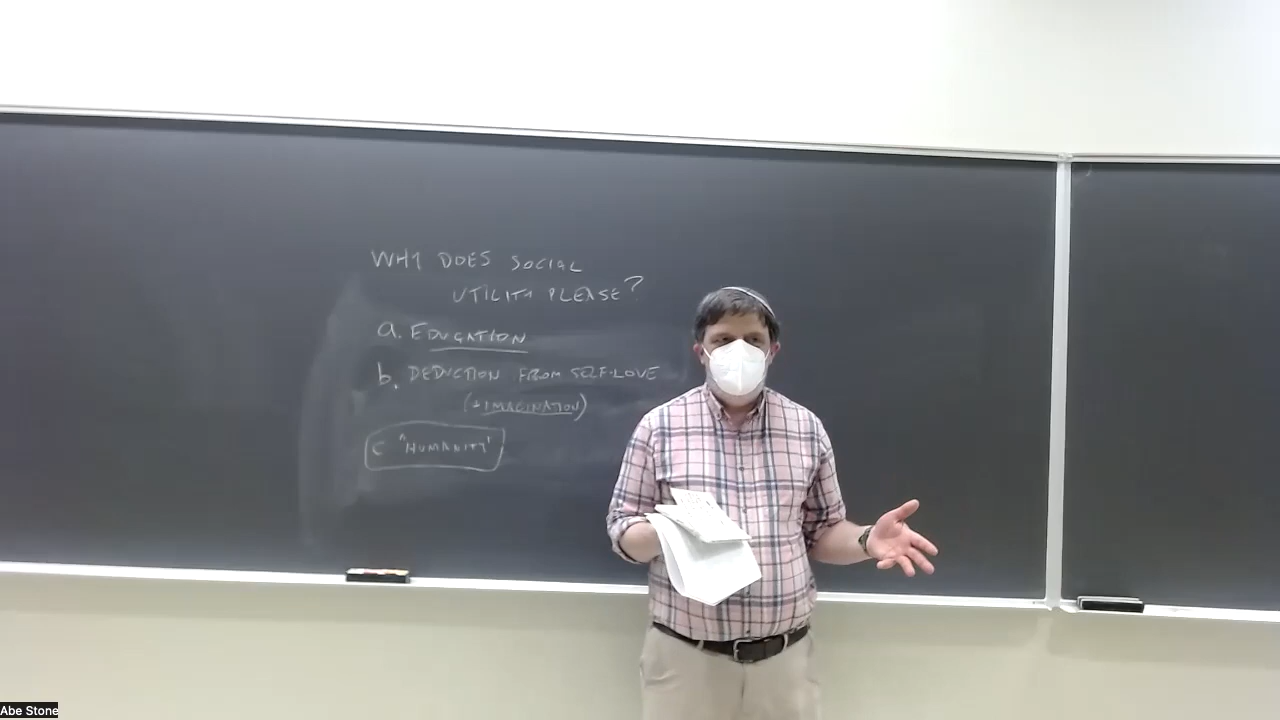 WHY DOES SOCIAL
UTILITY PLEASE?
a. EDUCATION
b. DEDUCTION FROM SELF-LOVE
(+IMAGINATION)
C "HUMANITY"
Abe Stone